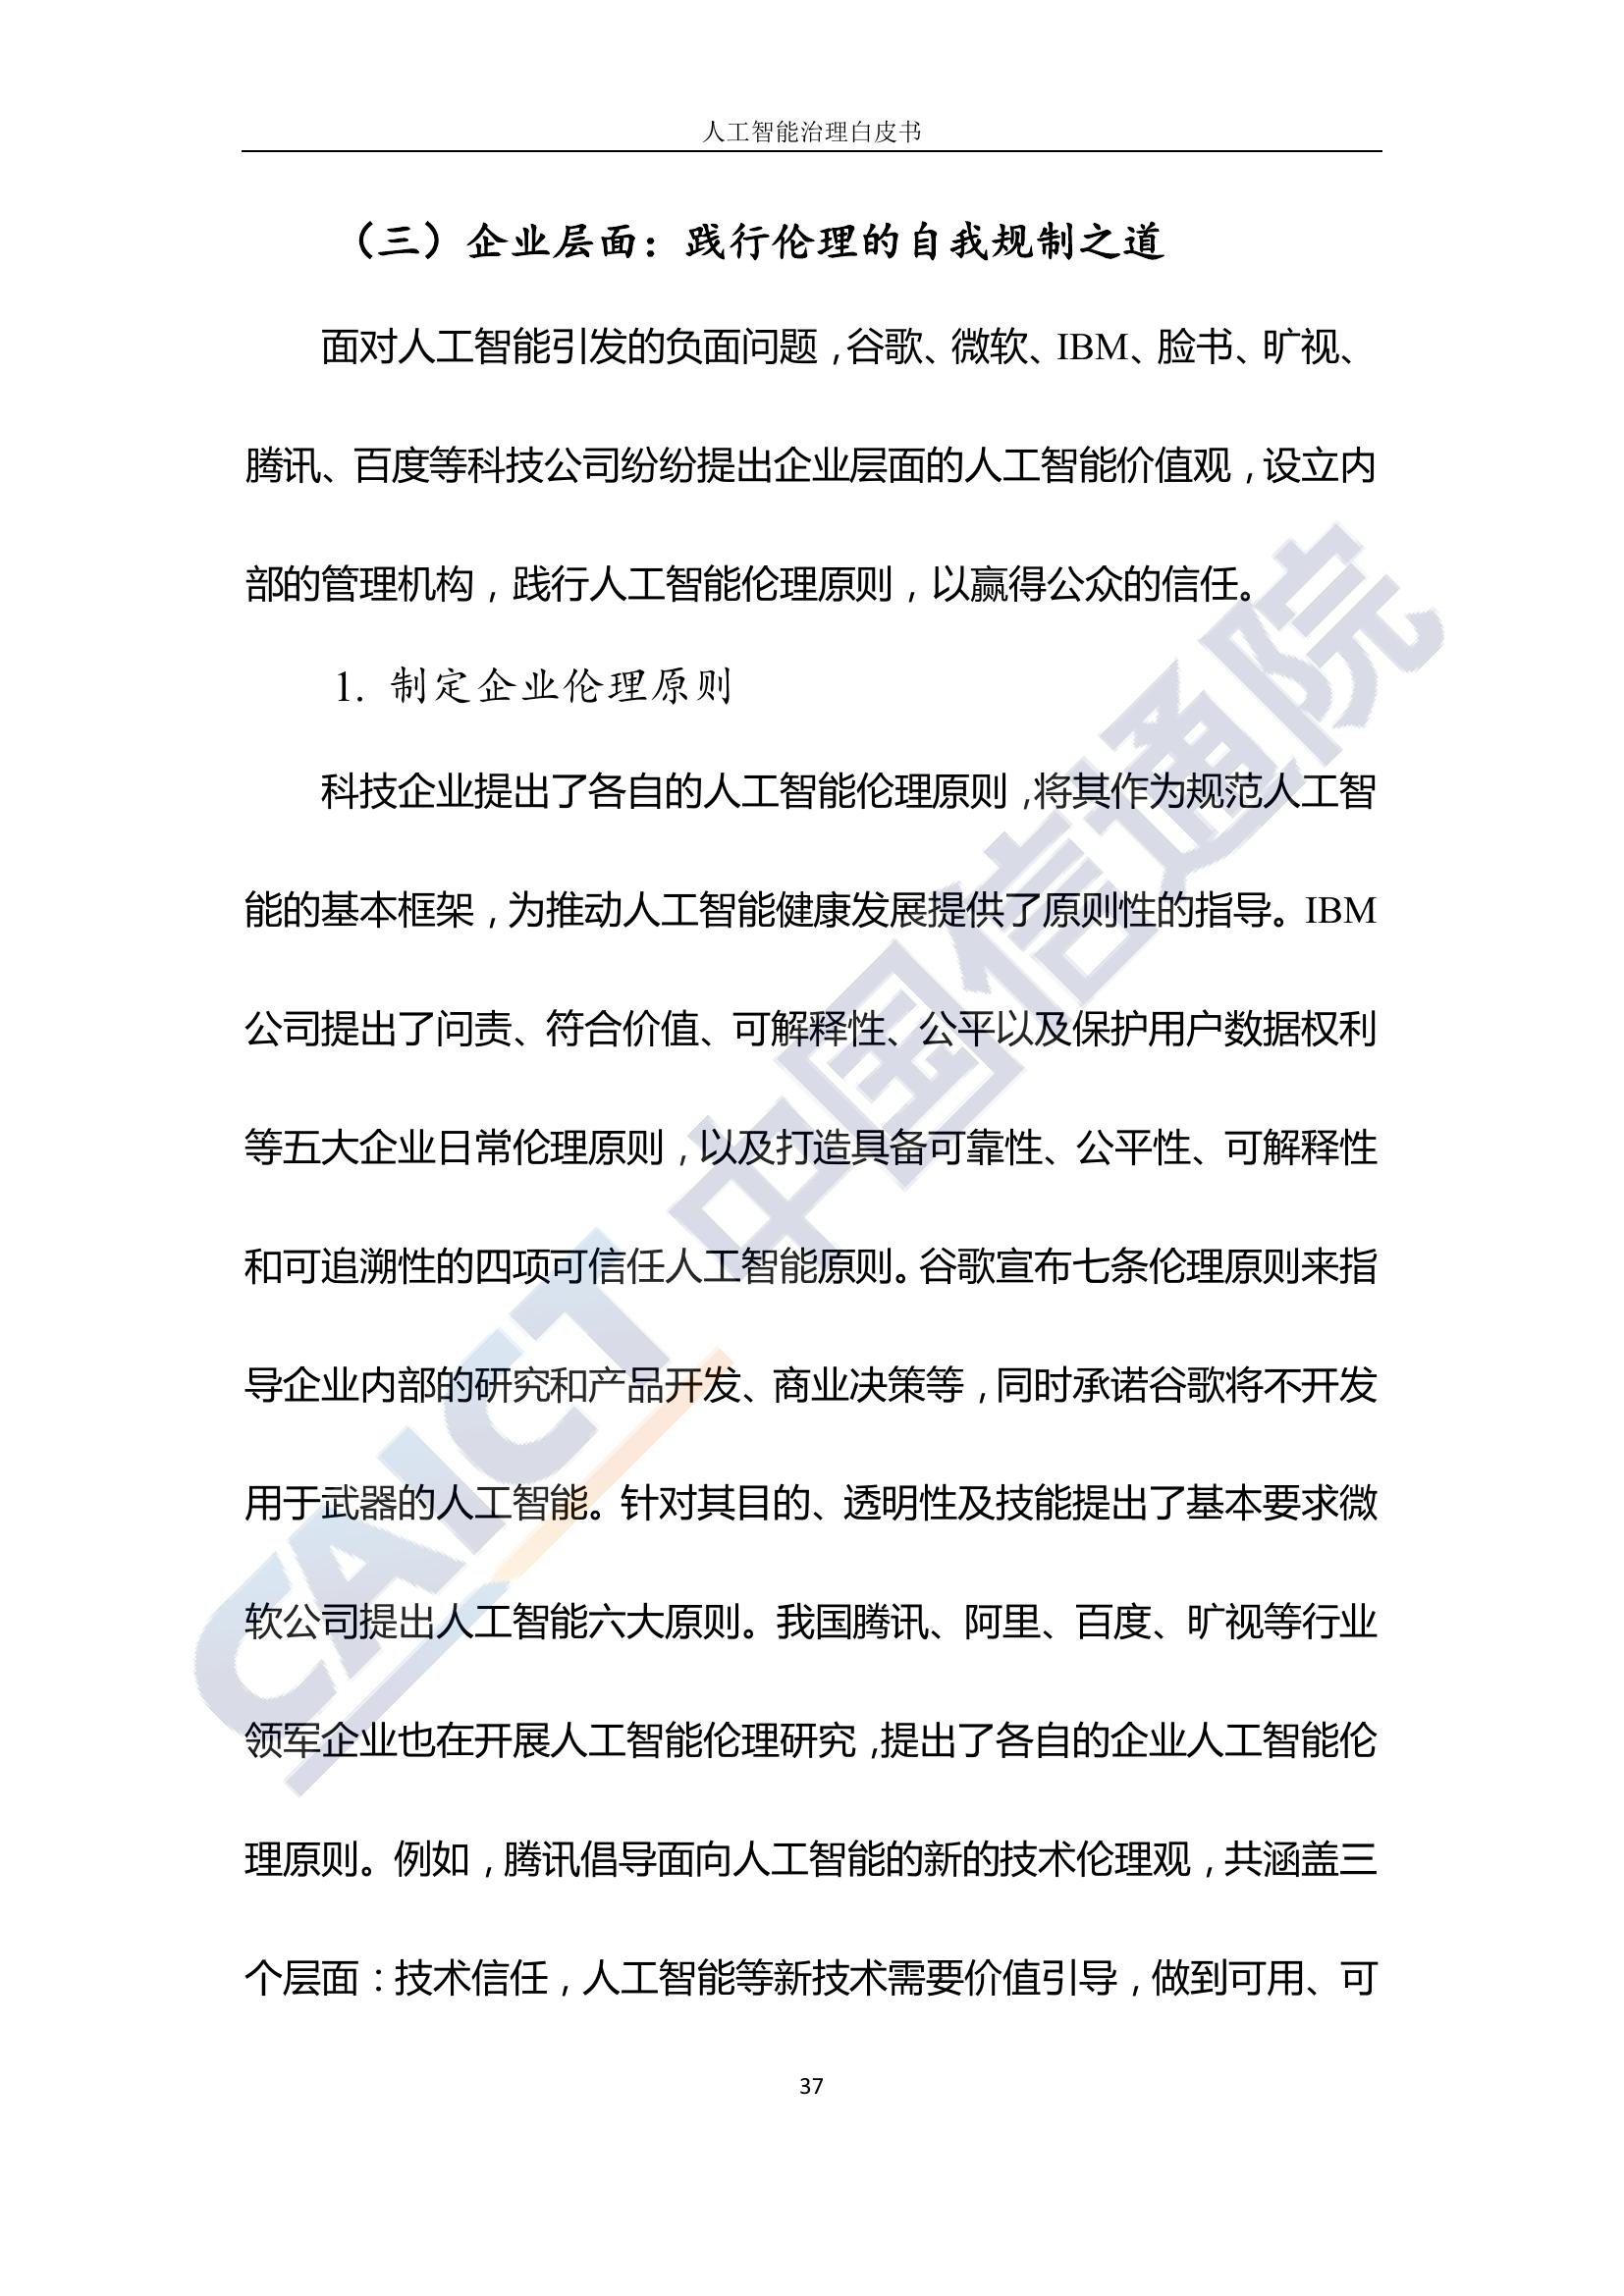 人工智能治理白皮书
（三）企业层面：践行伦理的自我规制之道
面对人工智能引发的负面问题，谷歌、微软、IBM、脸书、旷视、
腾讯、百度等科技公司纷纷提出企业层面的人工智能价值观，设立内
部的管理机构，践行人工智能伦理原则，以赢得公众的信任。
1. 制定企业伦理原则
科技企业提出了各自的人工智能伦理原则，将其作为规范人工智
能的基本框架，为推动人工智能健康发展提供了原则性的指导。IBM
公司提出了问责、符合价值、可解释性、公平以及保护用户数据权利
等五大企业日常伦理原则，以及打造具备可靠性、公平性、可解释性
和可追溯性的四项可信任人工智能原则。谷歌宣布七条伦理原则来指
导企业内部的研究和产品开发、商业决策等，同时承诺谷歌将不开发
用于武器的人工智能。针对其目的、透明性及技能提出了基本要求微
软公司提出人工智能六大原则。我国腾讯、阿里、百度、旷视等行业
领军企业也在开展人工智能伦理研究，提出了各自的企业人工智能伦
理原则。例如，腾讯倡导面向人工智能的新的技术伦理观，共涵盖三
个层面：技术信任，人工智能等新技术需要价值引导，做到可用、可
37
CAICT 中国信通院